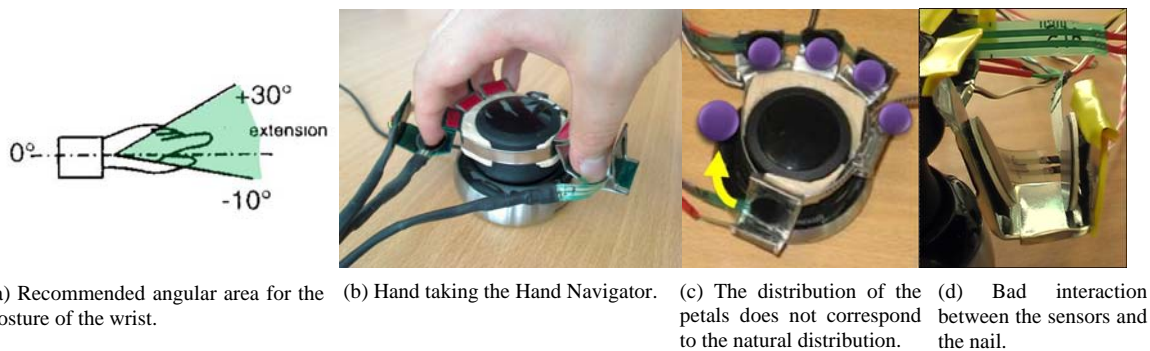 +30°
extension
0°
-10°
a) Recommended angular area for the
osture of the wrist.
(b) Hand taking the Hand Navigator.
(c) The distribution of the
petals does not correspond
to the natural distribution.
(d) Bad interaction
between the sensors and
the nail.